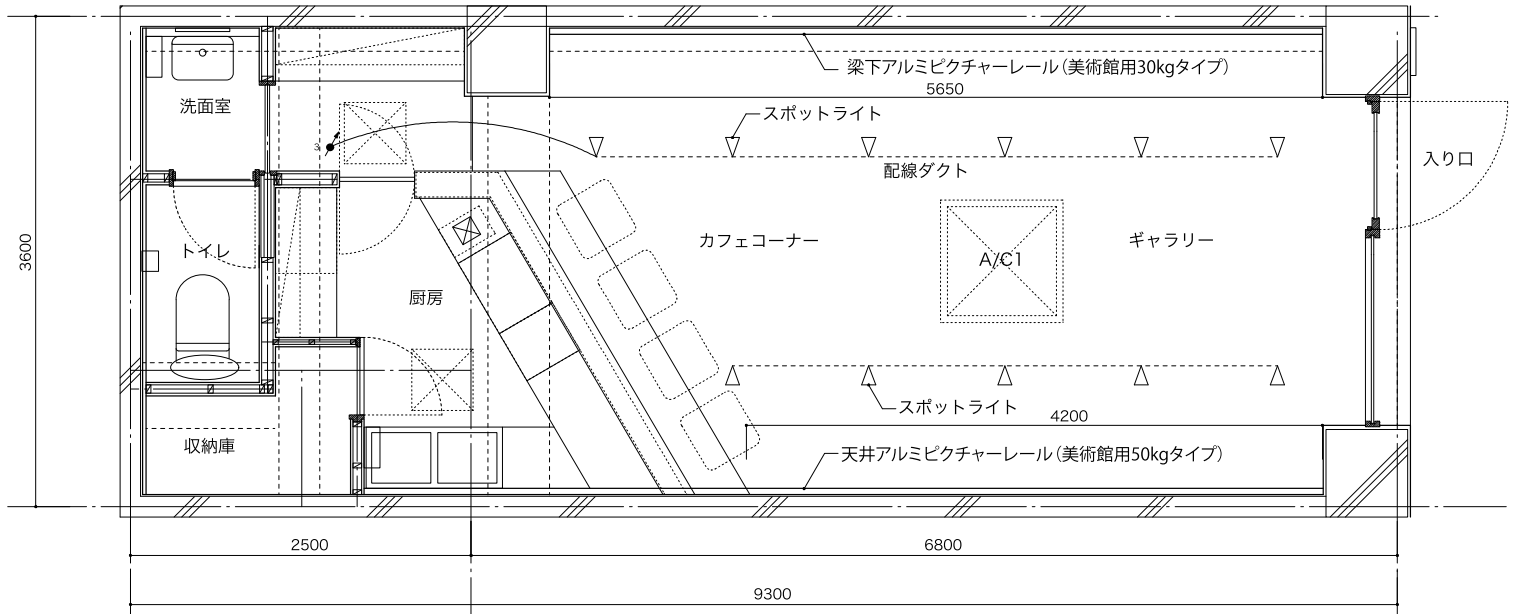 梁下アルミピクチャーレール（美術館用30kgタイプ）
5650
洗面室
スポットライト
3
配線ダクト
入り口
トイレ
カフェコーナー
ギャラリー
3600
A/C1
厨房
スポットライト
4200
収納庫
天井アルミピクチャーレール（美術館用50kgタイプ）
2500
6800
9300